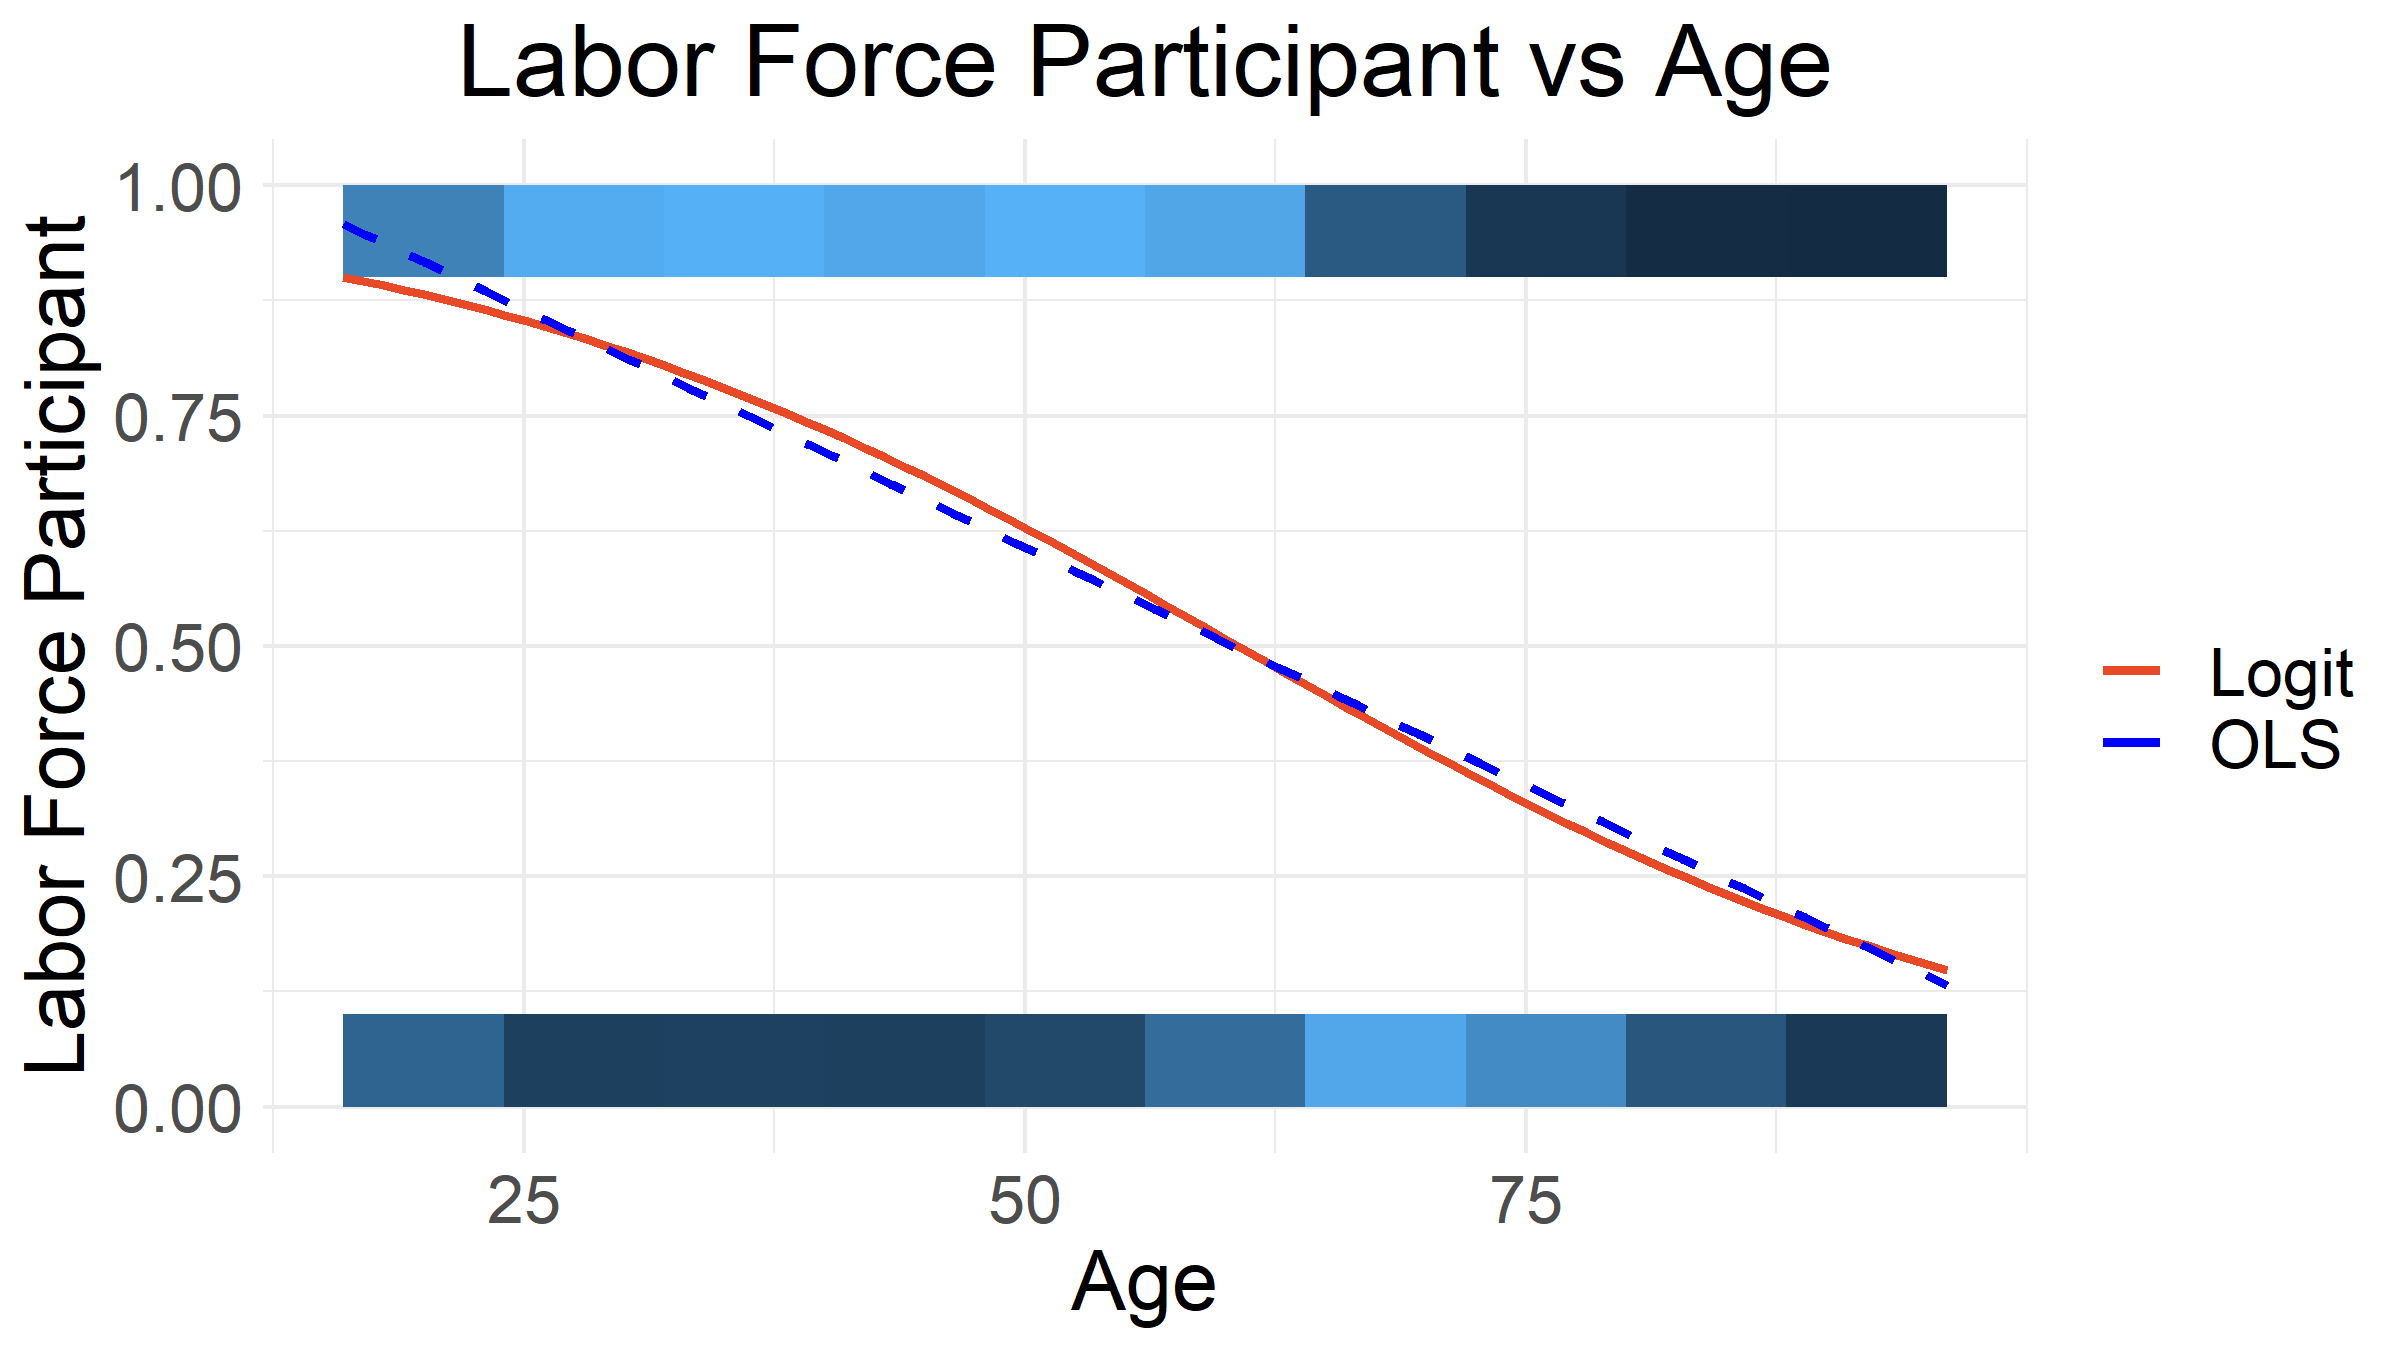 Labor Force Participant vs Age
Labor Force Participant
1.00
0.75
0.50
0.25
0.00
25 50 75
Age
Logit
OLS